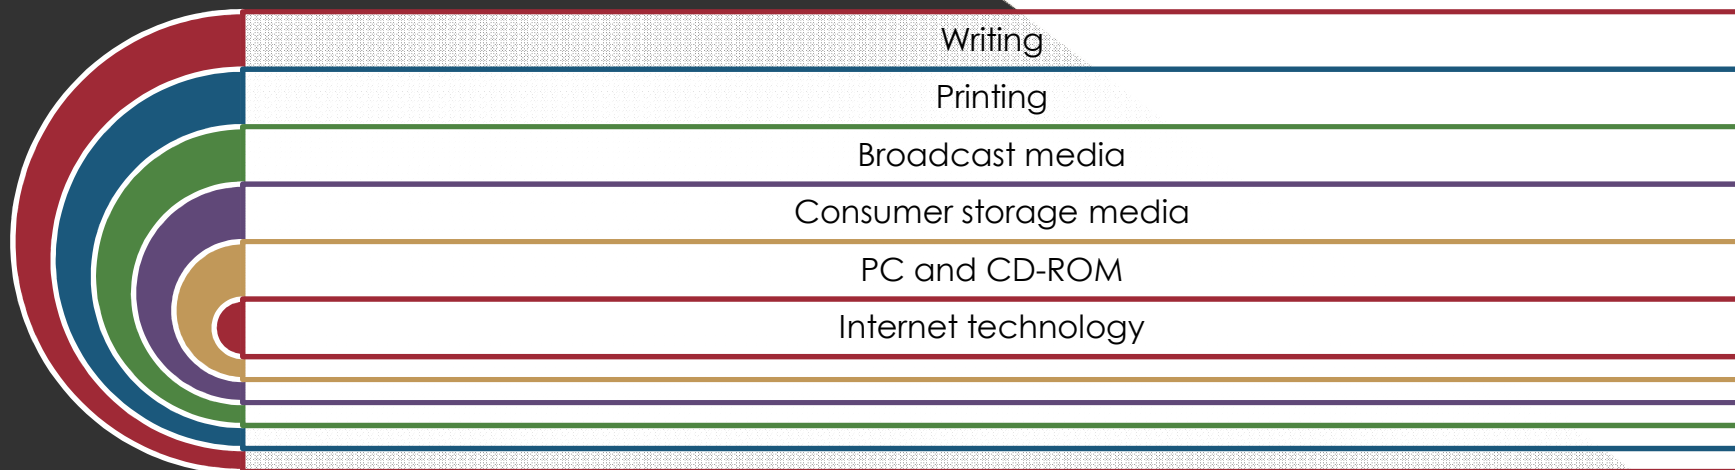 Writing
Printing
Broadcast media
Consumer storage media
PC and CD-ROM
Internet technology